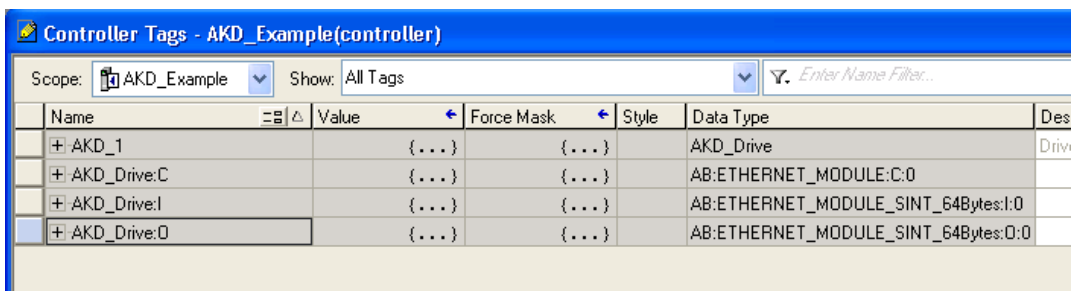 Controller Tags - AKD_Example(controller)
Scope: AKD_Example Show: All Tags Enter Name Filter...
Name Value Force Mask Style Data Type Des
AKD_1 {...} {...} AKD_Drive Drive
AKD_Drive:C {...} {...} AB:ETHERNET_MODULE:C:0
AKD_Drive:I {...} {...} AB:ETHERNET_MODULE_SINT_64Bytes:I:0
AKD_Drive:O {...} {...} AB:ETHERNET_MODULE_SINT_64Bytes:O:0